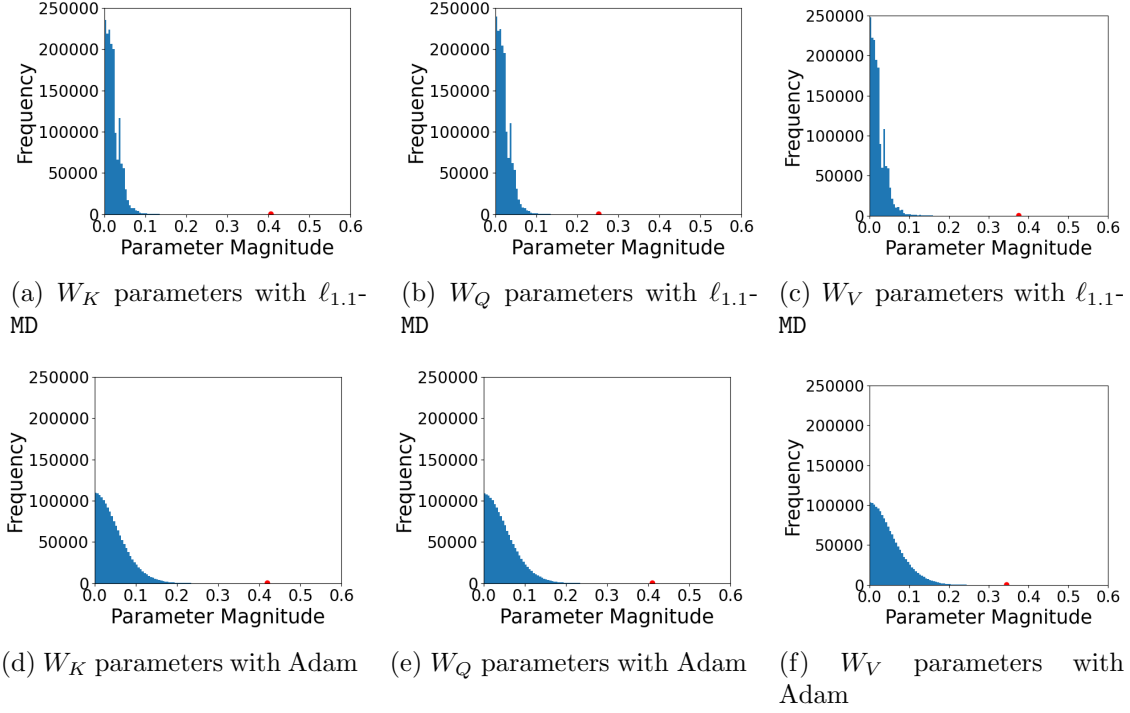 250000
200000
150000
100000
50000
0
Frequency
0.0 0.1 0.2 0.3 0.4 0.5 0.6
Parameter Magnitude
(a) W_K parameters with ℓ_{1.1}-
MD
250000
200000
150000
100000
50000
0
Frequency
0.0 0.1 0.2 0.3 0.4 0.5 0.6
Parameter Magnitude
(b) W_Q parameters with ℓ_{1.1}-
MD
250000
200000
150000
100000
50000
0
Frequency
0.0 0.1 0.2 0.3 0.4 0.5 0.6
Parameter Magnitude
(c) W_V parameters with ℓ_{1.1}-
MD
250000
200000
150000
100000
50000
0
Frequency
0.0 0.1 0.2 0.3 0.4 0.5 0.6
Parameter Magnitude
(d) W_K parameters with Adam
250000
200000
150000
100000
50000
0
Frequency
0.0 0.1 0.2 0.3 0.4 0.5 0.6
Parameter Magnitude
(e) W_Q parameters with Adam
250000
200000
150000
100000
50000
0
Frequency
0.0 0.1 0.2 0.3 0.4 0.5 0.6
Parameter Magnitude
(f) W_V parameters with
Adam